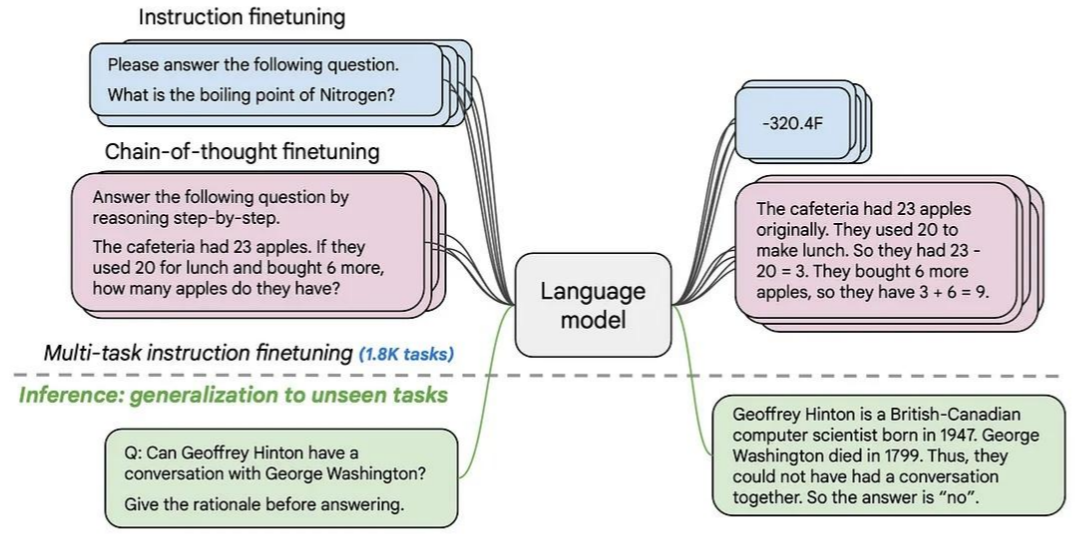 Instruction finetuning
Please answer the following question.
What is the boiling point of Nitrogen?
-320.4F
Chain-of-thought finetuning
Answer the following question by
reasoning step-by-step.
The cafeteria had 23 apples. If they
used 20 for lunch and bought 6 more,
how many apples do they have?
The cafeteria had 23 apples
originally. They used 20 to
make lunch. So they had 23 -
20 = 3. They bought 6 more
apples, so they have 3 + 6 = 9.
Language
model
Multi-task instruction finetuning (1.8K tasks)
Inference: generalization to unseen tasks
Q: Can Geoffrey Hinton have a
conversation with George Washington?
Give the rationale before answering.
Geoffrey Hinton is a British-Canadian
computer scientist born in 1947. George
Washington died in 1799. Thus, they
could not have had a conversation
together. So the answer is “no”.